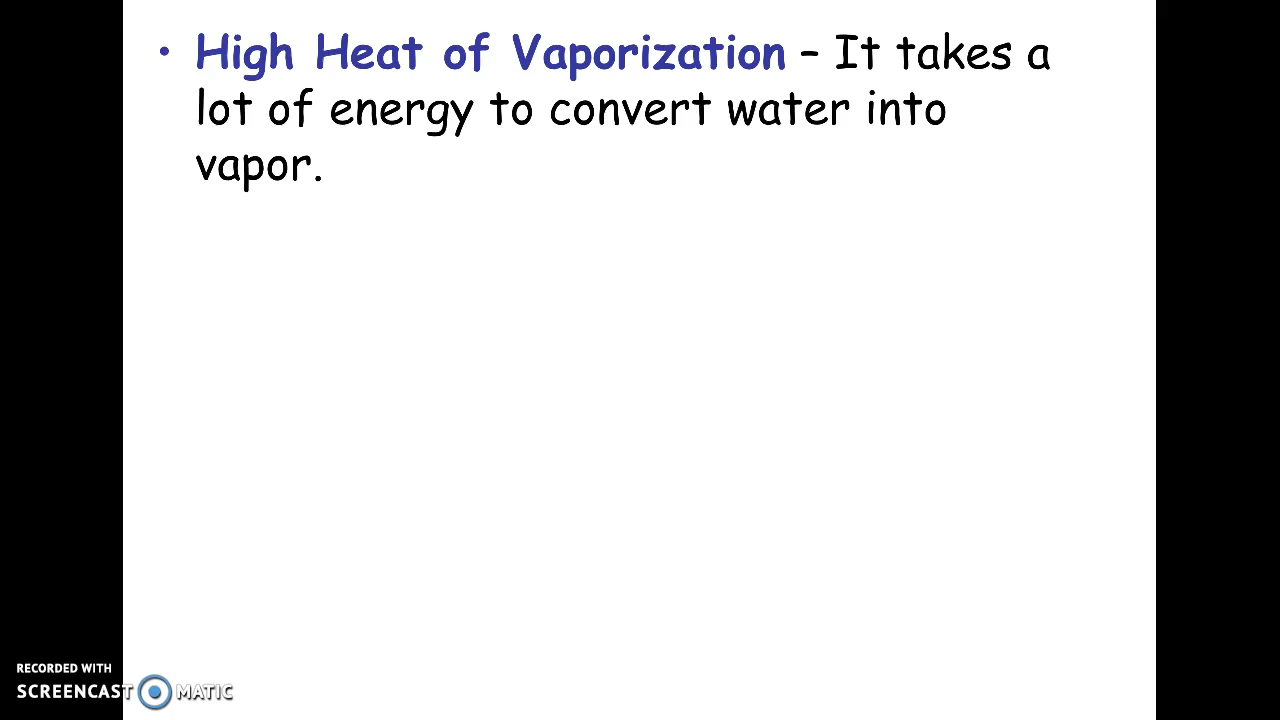 • High Heat of Vaporization – It takes a
lot of energy to convert water into
vapor.
RECORDED WITH
SCREENCAST MATIC